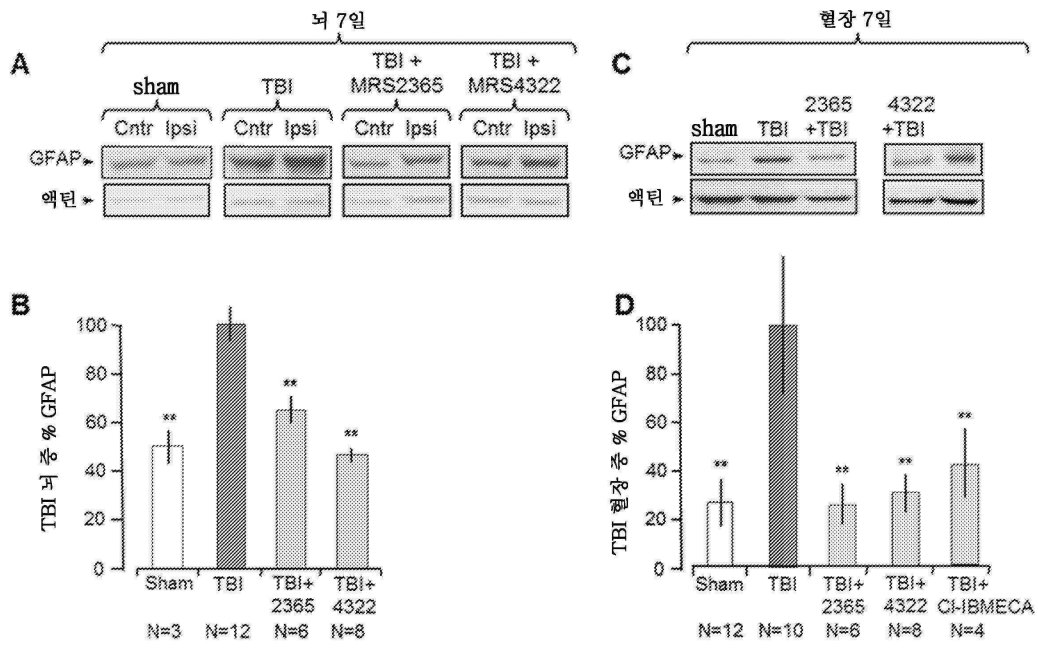 뇌 7일
A
sham
TBI
TBI +
MRS2365
TBI +
MRS4322
Cntr Ipsi
Cntr Ipsi
Cntr Ipsi
Cntr Ipsi
GFAP
액틴
혈장 7일
C
sham
TBI
2365
+TBI
4322
+TBI
GFAP
액틴
B
TBI 뇌 중 % GFAP
100
80
60
40
20
0
**
**
**
Sham
TBI
TBI+
2365
TBI+
4322
N=3
N=12
N=6
N=8
D
TBI 혈장 중 % GFAP
100
80
60
40
20
0
**
**
**
**
Sham
TBI
TBI+
2365
TBI+
4322
TBI+
Cl-IBMECA
N=12
N=10
N=6
N=8
N=4